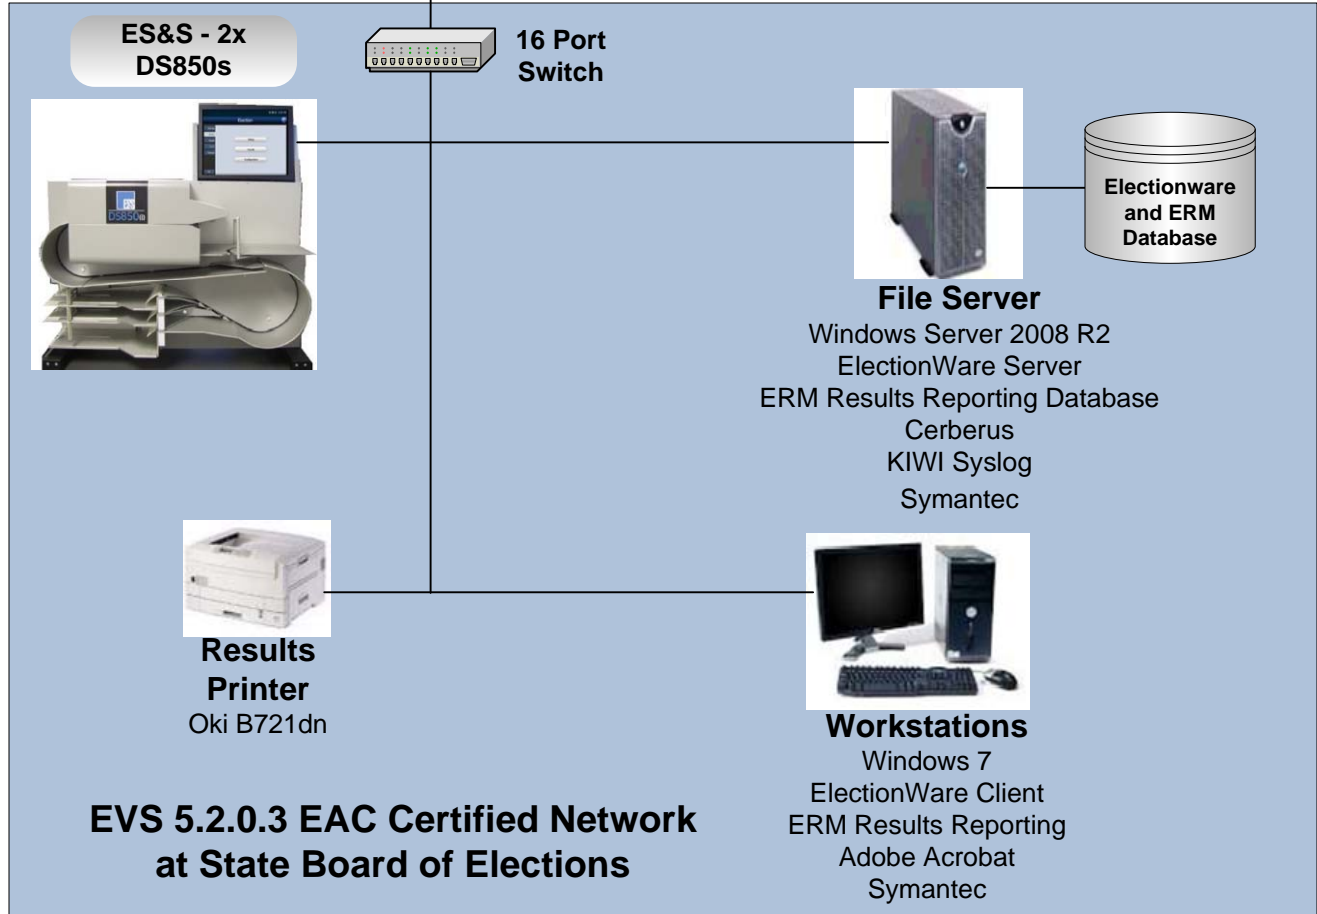 ES&S - 2x
DS850s
16 Port
Switch
DS850
Electionware
and ERM
Database
File Server
Windows Server 2008 R2
ElectionWare Server
ERM Results Reporting Database
Cerberus
KIWI Syslog
Symantec
Results
Printer
Oki B721dn
Workstations
Windows 7
ElectionWare Client
ERM Results Reporting
Adobe Acrobat
Symantec
EVS 5.2.0.3 EAC Certified Network
at State Board of Elections